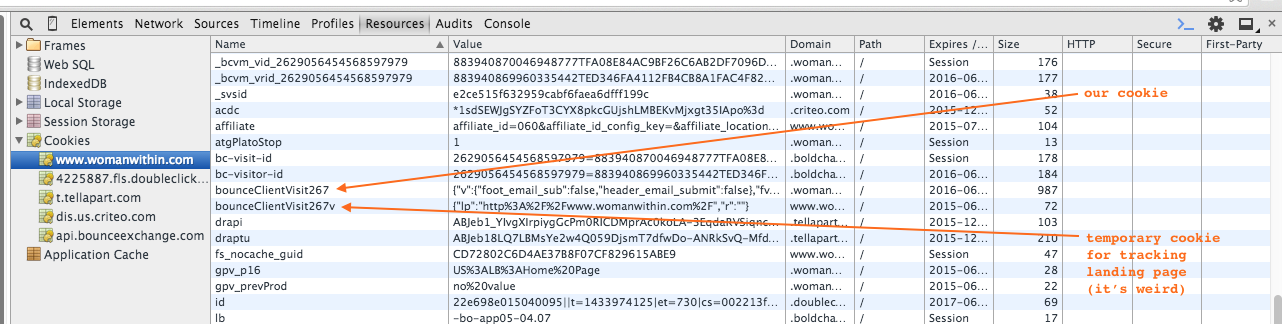 Elements Network Sources Timeline Profiles Resources Audits Console
Name Value Domain Path Expires /... Size HTTP Secure First-Party
Frames
Web SQL
IndexedDB
Local Storage
Session Storage
Cookies
www.womanwithin.com
4225887.fls.doubleclick...
t.tellapart.com
dis.us.criteo.com
api.bounceexchange.com
Application Cache
_bcvm_vid_2629056454568597979 883940870046948777TFA08E84AC9BF26C6AB2DF7096D... .woman... / Session 176
_bcvm_vrid_2629056454568597979 883940869960335442TED346FA4112FB4CB8A1FAC4F82... .woman... / 2016-06... 177
_svsid e2ce515f632959cabf6faea6dfff199c .woman... / 2016-06... 38
acdc *1sdSEWJgSYZFoT3CYX8pkcGUjshLMBEKvMjxgt35IApo%3d .criteo.com / 2015-12... 52
affiliate affiliate_id=060&affiliate_id_config_key=&affiliate_location... www.wo... / 2015-07... 104
atgPlatoStop 1 .woman... / Session 13
bc-visit-id 2629056454568597979=883940870046948777TFA08E8... .boldcha... / Session 178
bc-visitor-id 2629056454568597979=883940869960335442TED346F... .boldcha... / 2016-06... 184
bounceClientVisit267 {"v":{"foot_email_sub":false,"header_email_submit":false},"fv... .woman... / 2016-06... 987
bounceClientVisit267v {"lp":"http%3A%2F%2Fwww.womanwithin.com%2F","r":""} www.wo... / 2015-06... 72
drapi ABJeb1_YIvgXIrpiygGcPm0RICDMprAc0koLA-3EqdaRVSiqnc... .tellapart... / 2015-12... 103
draptu ABJeb18LQ7LBMsYe2w4Q059DjsmT7dfwDo-ANRkSvQ-Mfd... .tellapart... / 2015-12... 210
fs_nocache_guid CD72802C6D4AE37B8F07CF829615ABE9 www.wo... / Session 47
gpv_p16 US%3ALB%3AHome%20Page .woman... / 2015-06... 28
gpv_prevProd no%20value .woman... / 2015-06... 22
id 22e698e015040095||t=1433974125|et=730|cs=002213f... .doublec... / 2017-06... 69
lb -bo-app05-04.07 .boldcha... / Session 17
our cookie
temporary cookie
for tracking
landing page
(it's weird)